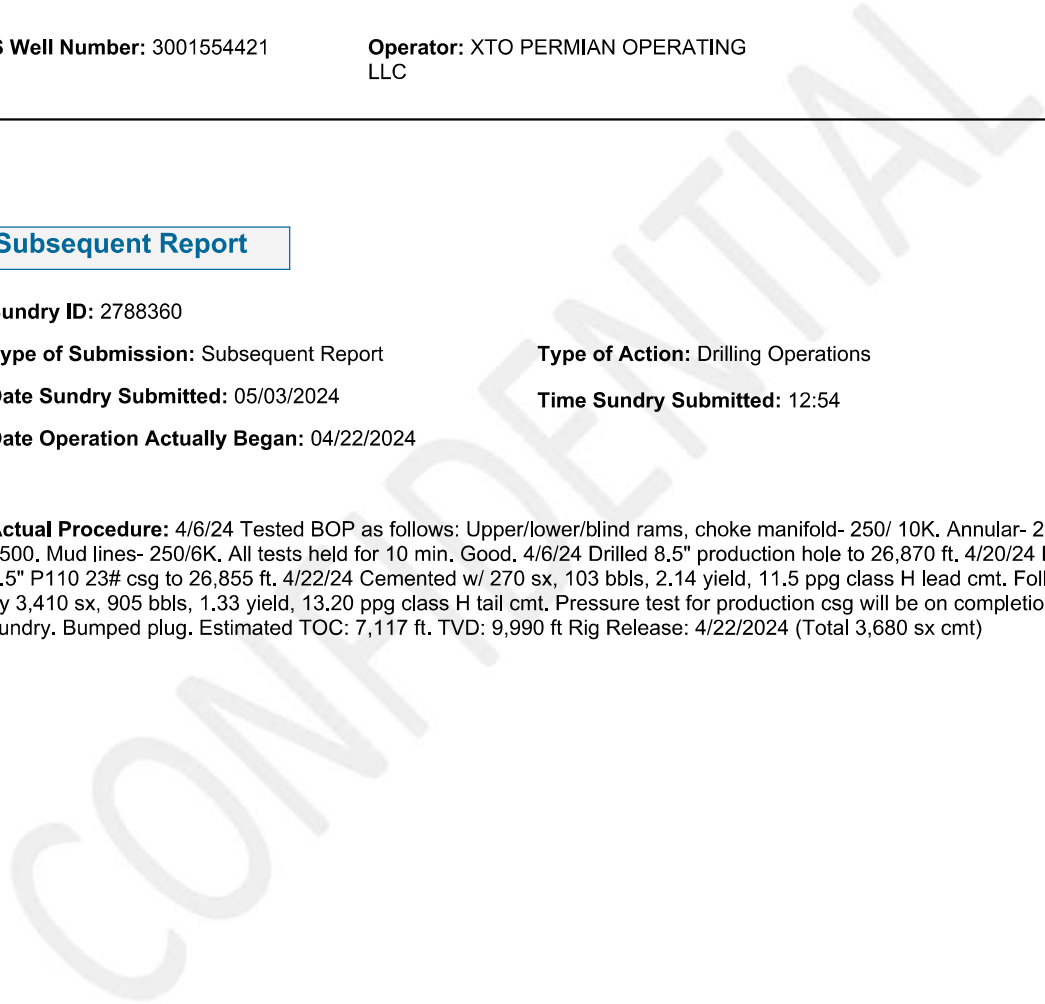 S Well Number: 3001554421
Operator: XTO PERMIAN OPERATING
LLC
Subsequent Report
undry ID: 2788360
ype of Submission: Subsequent Report
Type of Action: Drilling Operations
ate Sundry Submitted: 05/03/2024
Time Sundry Submitted: 12:54
ate Operation Actually Began: 04/22/2024
Actual Procedure: 4/6/24 Tested BOP as follows: Upper/lower/blind rams, choke manifold- 250/ 10K. Annular- 2
500. Mud lines- 250/6K. All tests held for 10 min. Good. 4/6/24 Drilled 8.5" production hole to 26,870 ft. 4/20/24
.5" P110 23# csg to 26,855 ft. 4/22/24 Cemented w/ 270 sx, 103 bbls, 2.14 yield, 11.5 ppg class H lead cmt. Foll
y 3,410 sx, 905 bbls, 1.33 yield, 13.20 ppg class H tail cmt. Pressure test for production csg will be on completio
undry. Bumped plug. Estimated TOC: 7,117 ft. TVD: 9,990 ft Rig Release: 4/22/2024 (Total 3,680 sx cmt)
CONFIDENTIAL